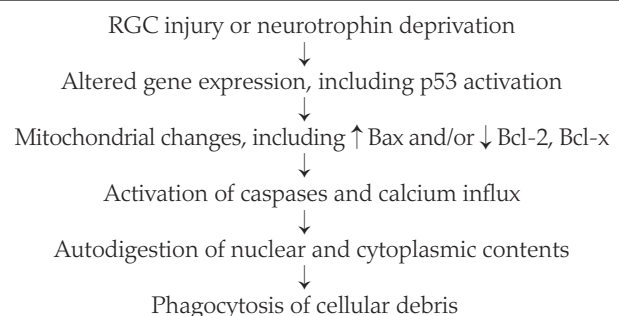 RGC injury or neurotrophin deprivation
↓
Altered gene expression, including p53 activation
↓
Mitochondrial changes, including ↑ Bax and/or ↓ Bcl-2, Bcl-x
↓
Activation of caspases and calcium influx
↓
Autodigestion of nuclear and cytoplasmic contents
↓
Phagocytosis of cellular debris